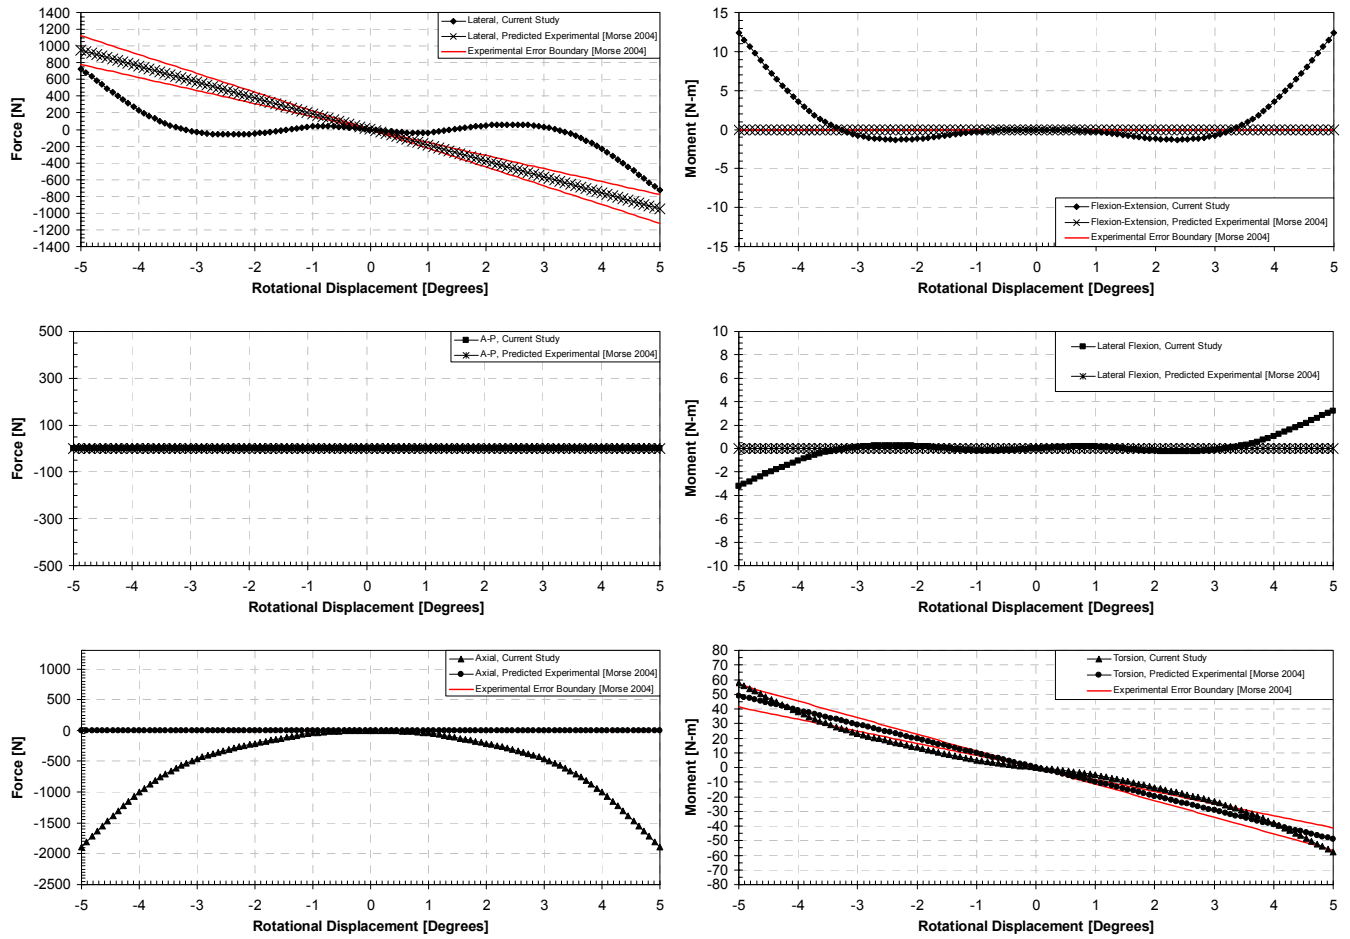 1400
1200
1000
800
600
400
200
0
-200
-400
-600
-800
-1000
-1200
-1400
Force [N]
Lateral, Current Study
Lateral, Predicted Experimental [Morse 2004]
Experimental Error Boundary [Morse 2004]
-5 -4 -3 -2 -1 0 1 2 3 4 5
Rotational Displacement [Degrees]
15
10
5
0
-5
-10
-15
Moment [N-m]
Flexion-Extension, Current Study
Flexion-Extension, Predicted Experimental [Morse 2004]
Experimental Error Boundary [Morse 2004]
-5 -4 -3 -2 -1 0 1 2 3 4 5
Rotational Displacement [Degrees]
500
300
100
-100
-300
-500
Force [N]
A-P, Current Study
A-P, Predicted Experimental [Morse 2004]
-5 -4 -3 -2 -1 0 1 2 3 4 5
Rotational Displacement [Degrees]
10
8
6
4
2
0
-2
-4
-6
-8
-10
Moment [N-m]
Lateral Flexion, Current Study
Lateral Flexion, Predicted Experimental [Morse 2004]
-5 -4 -3 -2 -1 0 1 2 3 4 5
Rotational Displacement [Degrees]
1000
500
0
-500
-1000
-1500
-2000
-2500
Force [N]
Axial, Current Study
Axial, Predicted Experimental [Morse 2004]
Experimental Error Boundary [Morse 2004]
-5 -4 -3 -2 -1 0 1 2 3 4 5
Rotational Displacement [Degrees]
80
70
60
50
40
30
20
10
0
-10
-20
-30
-40
-50
-60
-70
-80
Moment [N-m]
Torsion, Current Study
Torsion, Predicted Experimental [Morse 2004]
Experimental Error Boundary [Morse 2004]
-5 -4 -3 -2 -1 0 1 2 3 4 5
Rotational Displacement [Degrees]